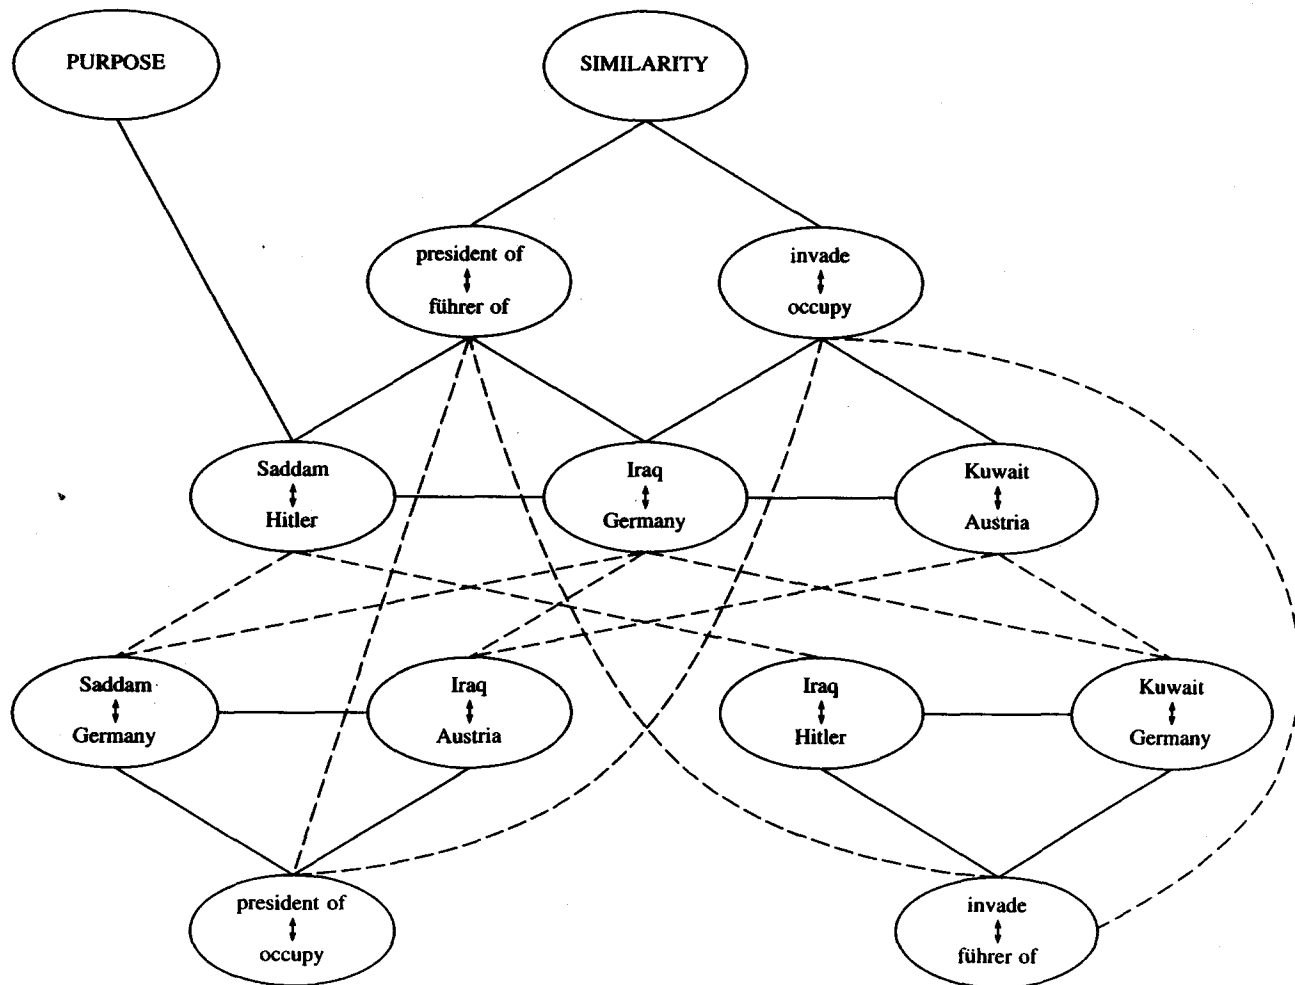 PURPOSE
SIMILARITY
president of
führer of
invade
occupy
Saddam
Hitler
Iraq
Germany
Kuwait
Austria
Saddam
Germany
Iraq
Austria
Iraq
Hitler
Kuwait
Germany
president of
occupy
invade
führer of